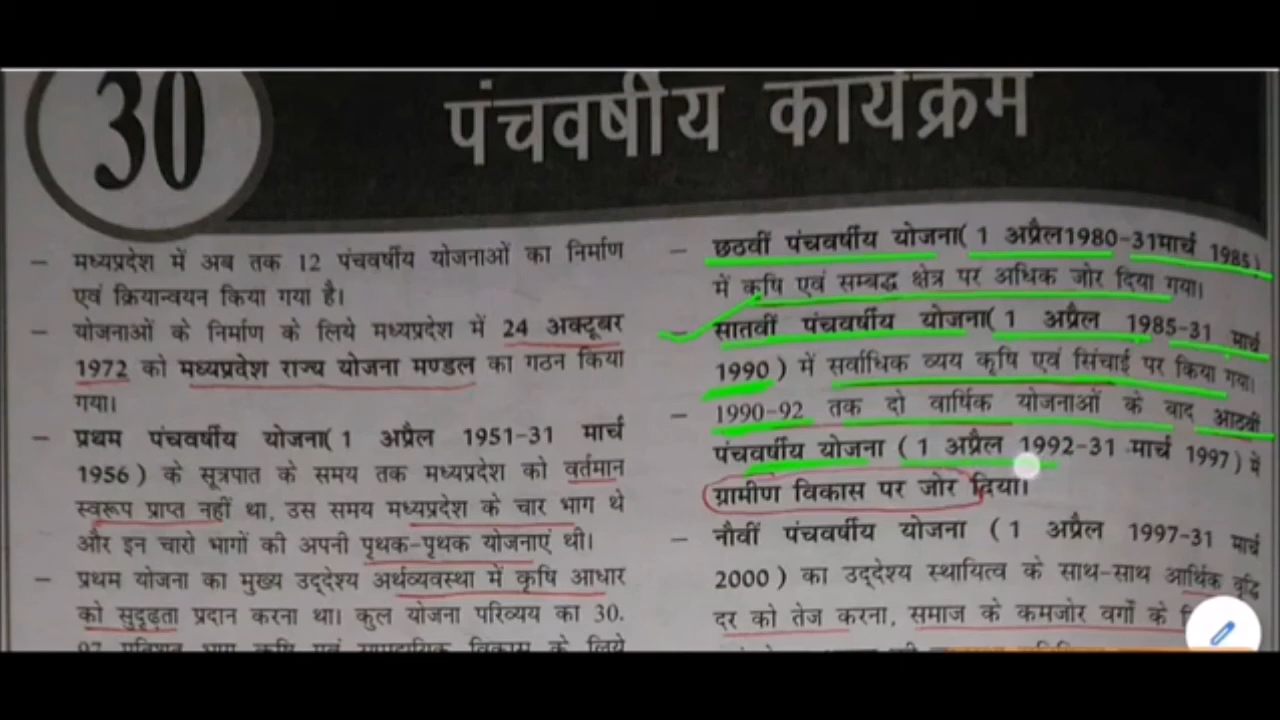 30
पंचवर्षीय कार्यक्रम
– मध्यप्रदेश में अब तक 12 पंचवर्षीय योजनाओं का निर्माण
एवं क्रियान्वयन किया गया है।
– योजनाओं के निर्माण के लिये मध्यप्रदेश में 24 अक्टूबर
1972 को मध्यप्रदेश राज्य योजना मण्डल का गठन किया
गया।
– प्रथम पंचवर्षीय योजना(1 अप्रैल 1951-31 मार्च
1956) के सूत्रपात के समय तक मध्यप्रदेश को वर्तमान
स्वरूप प्राप्त नहीं था, उस समय मध्यप्रदेश के चार भाग थे
और इन चारो भागों की अपनी पृथक-पृथक योजनाएं थी।
– प्रथम योजना का मुख्य उद्देश्य अर्थव्यवस्था में कृषि आधार
को सुदृढ़ता प्रदान करना था। कुल योजना परिव्यय का 30.
– छठवीं पंचवर्षीय योजना(1 अप्रैल1980-31मार्च 1985)
में कृषि एवं सम्बद्ध क्षेत्र पर अधिक जोर दिया गया।
– सातवीं पंचवर्षीय योजना(1 अप्रैल 1985-31 मार्च
1990) में सर्वाधिक व्यय कृषि एवं सिंचाई पर किया गया।
– 1990-92 तक दो वार्षिक योजनाओं के बाद आठवीं
पंचवर्षीय योजना (1 अप्रैल 1992-31 मार्च 1997) में
ग्रामीण विकास पर जोर दिया।
– नौवीं पंचवर्षीय योजना (1 अप्रैल 1997-31 मार्च
2000) का उद्देश्य स्थायित्व के साथ-साथ आर्थिक वृद्धि
दर को तेज करना, समाज के कमजोर वर्गों के